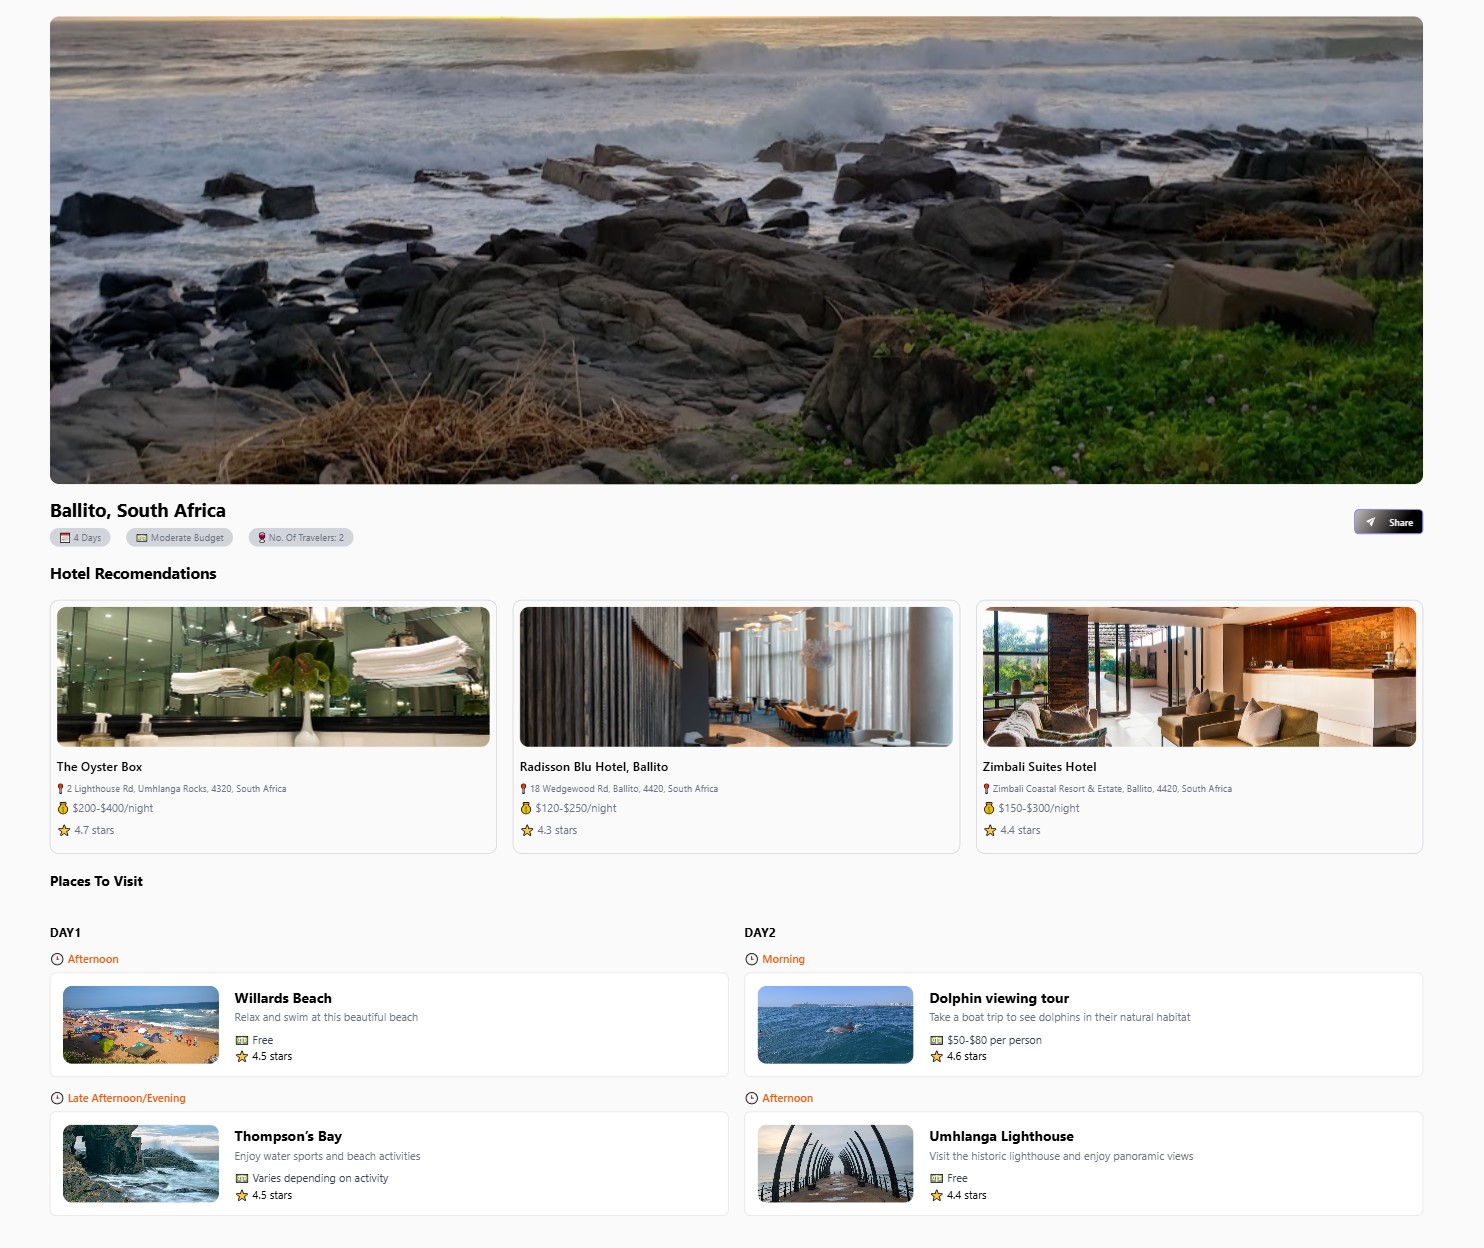 Ballito, South Africa
4 Days
Moderate Budget
No. Of Travelers: 2
Share
Hotel Recomendations
The Oyster Box
2 Lighthouse Rd, Umhlanga Rocks, 4320, South Africa
$200-$400/night
4.7 stars
Radisson Blu Hotel, Ballito
18 Wedgewood Rd, Ballito, 4420, South Africa
$120-$250/night
4.3 stars
Zimbali Suites Hotel
Zimbali Coastal Resort & Estate, Ballito, 4420, South Africa
$150-$300/night
4.4 stars
Places To Visit
DAY1
Afternoon
Willards Beach
Relax and swim at this beautiful beach
Free
4.5 stars
Late Afternoon/Evening
Thompson’s Bay
Enjoy water sports and beach activities
Varies depending on activity
4.5 stars
DAY2
Morning
Dolphin viewing tour
Take a boat trip to see dolphins in their natural habitat
$50-$80 per person
4.6 stars
Afternoon
Umhlanga Lighthouse
Visit the historic lighthouse and enjoy panoramic views
Free
4.4 stars